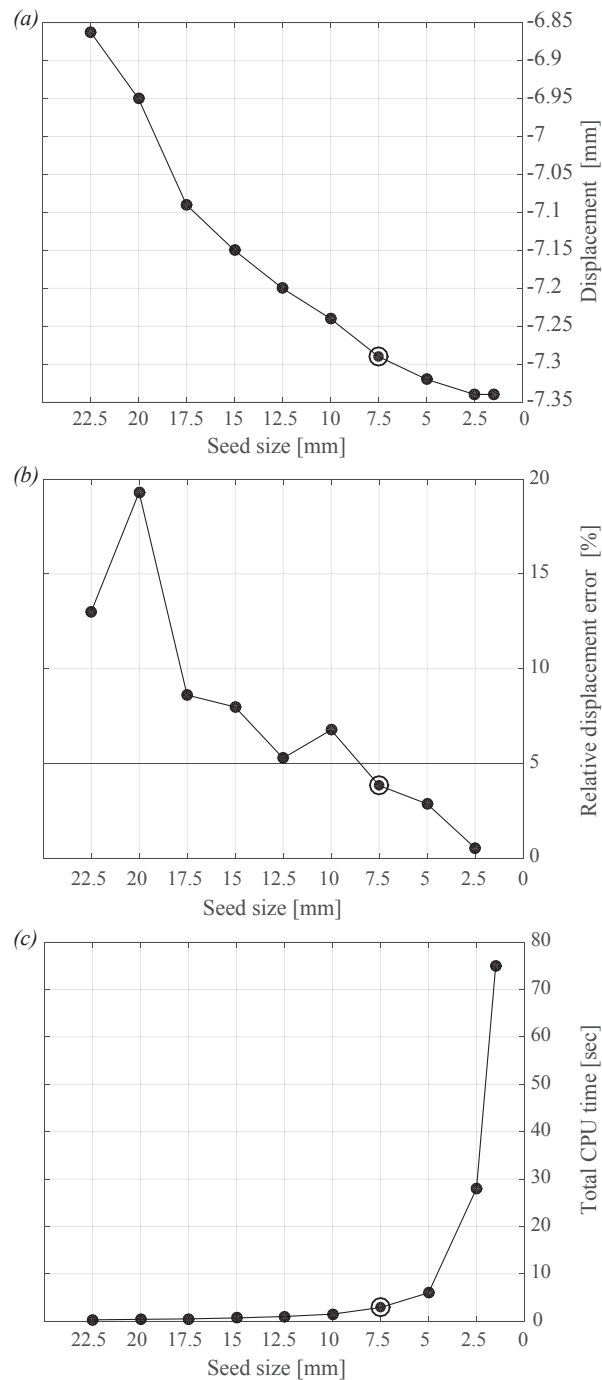 (a)
-6.85
-6.9
-6.95
-7
-7.05
-7.1
-7.15
-7.2
-7.25
-7.3
-7.35
Displacement [mm]
22.5 20 17.5 15 12.5 10 7.5 5 2.5 0
Seed size [mm]
(b)
20
15
10
5
0
Relative displacement error [%]
22.5 20 17.5 15 12.5 10 7.5 5 2.5 0
Seed size [mm]
(c)
80
70
60
50
40
30
20
10
0
Total CPU time [sec]
22.5 20 17.5 15 12.5 10 7.5 5 2.5 0
Seed size [mm]